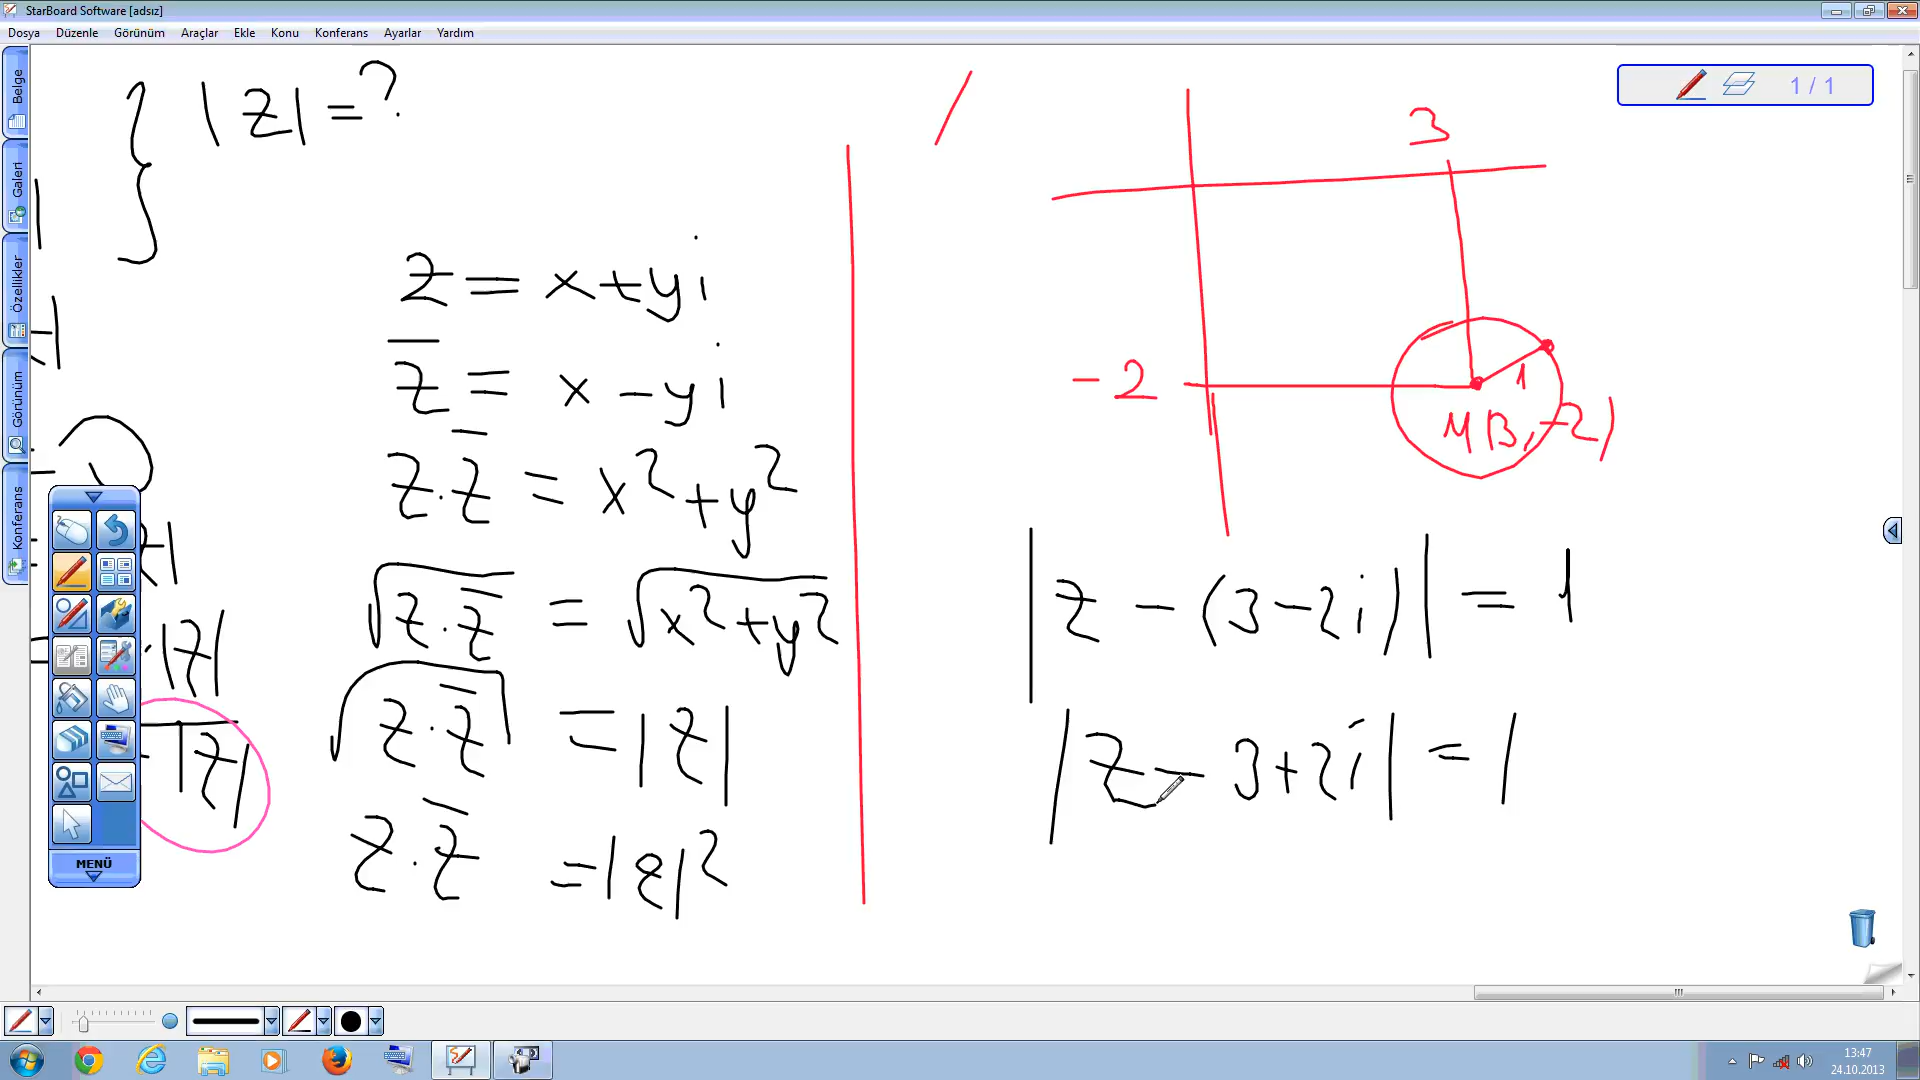 StarBoard Software [adsız]
Dosya Düzenle Görünüm Araçlar Ekle Konu Konferans Ayarlar Yardım
Belge
Galeri
Özellikler
Görünüm
Konferans
1 / 1
|z| = ?
z = x+yi
z̅ = x-yi
z·z̅ = x²+y²
√z·z̅ = √x²+y²
√z·z̅ = |z|
z·z̅ = |z|²
·|z|
|z|
3
-2
1
M(3,-2)
|z - (3-2i)| = 1
|z - 3+2i| = 1
MENÜ
13:47
24.10.2013